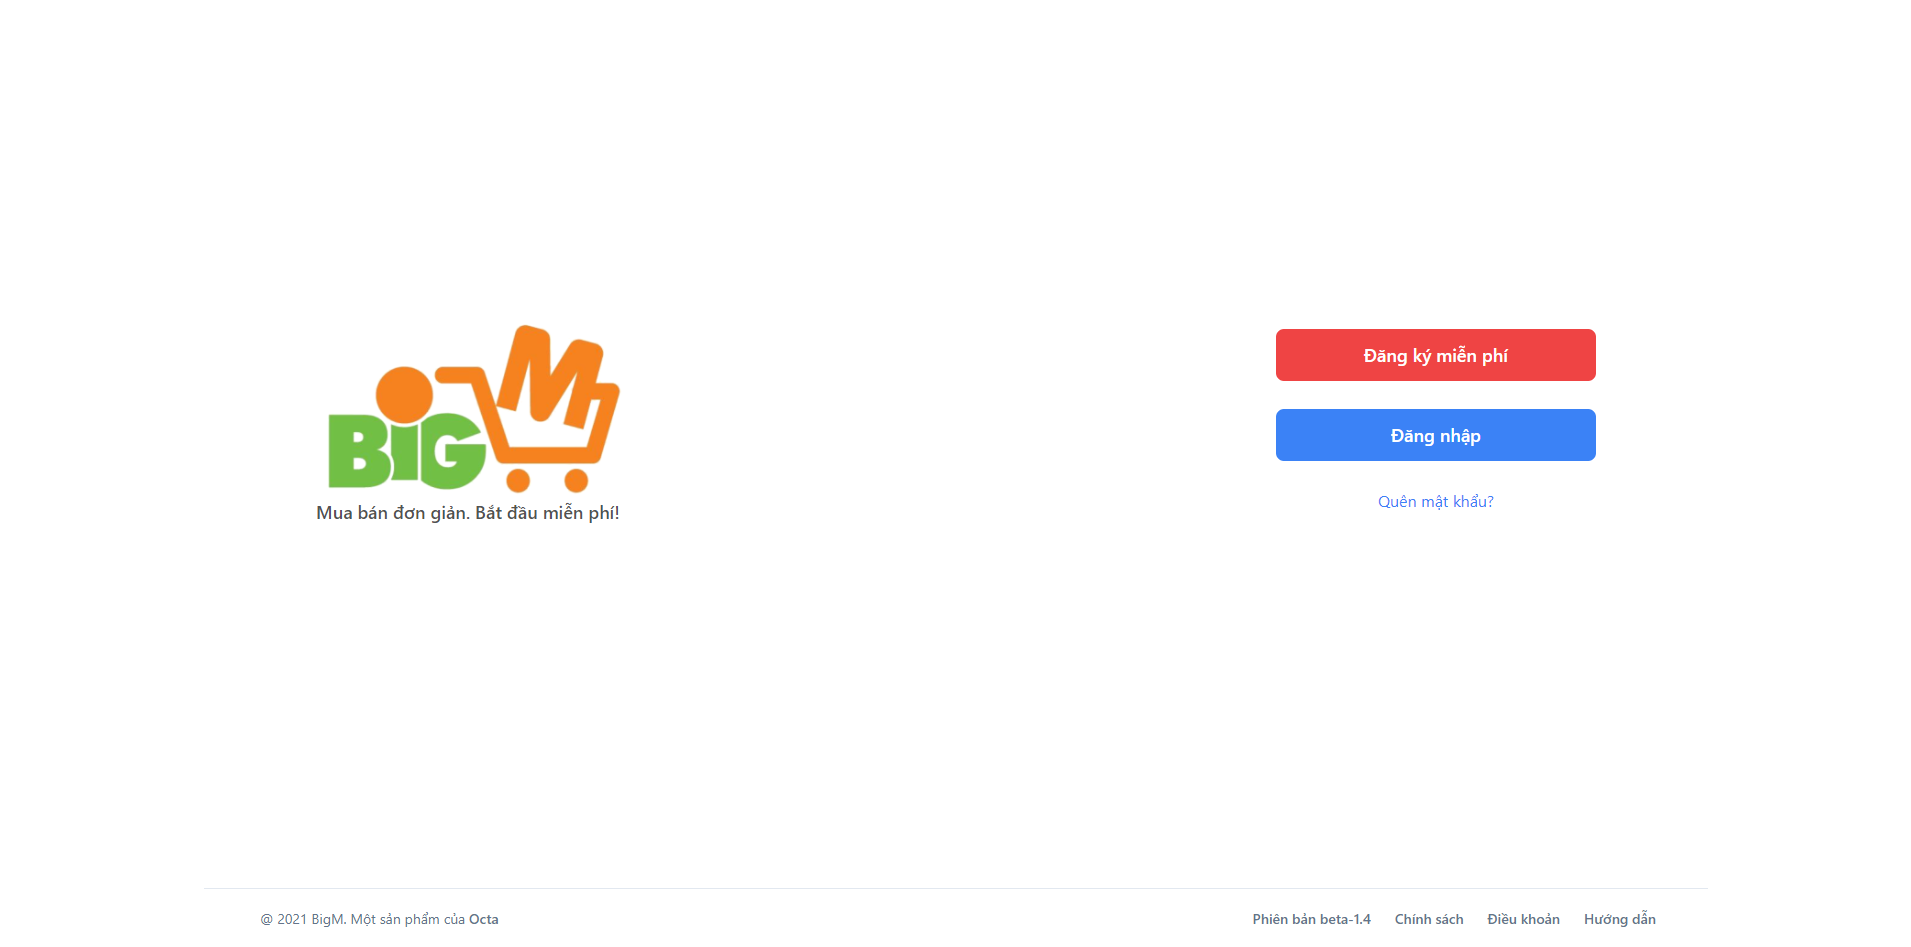 BiG M
Mua bán đơn giản. Bắt đầu miễn phí!
Đăng ký miễn phí
Đăng nhập
Quên mật khẩu?
@ 2021 BigM. Một sản phẩm của Octa
Phiên bản beta-1.4 Chính sách Điều khoản Hướng dẫn